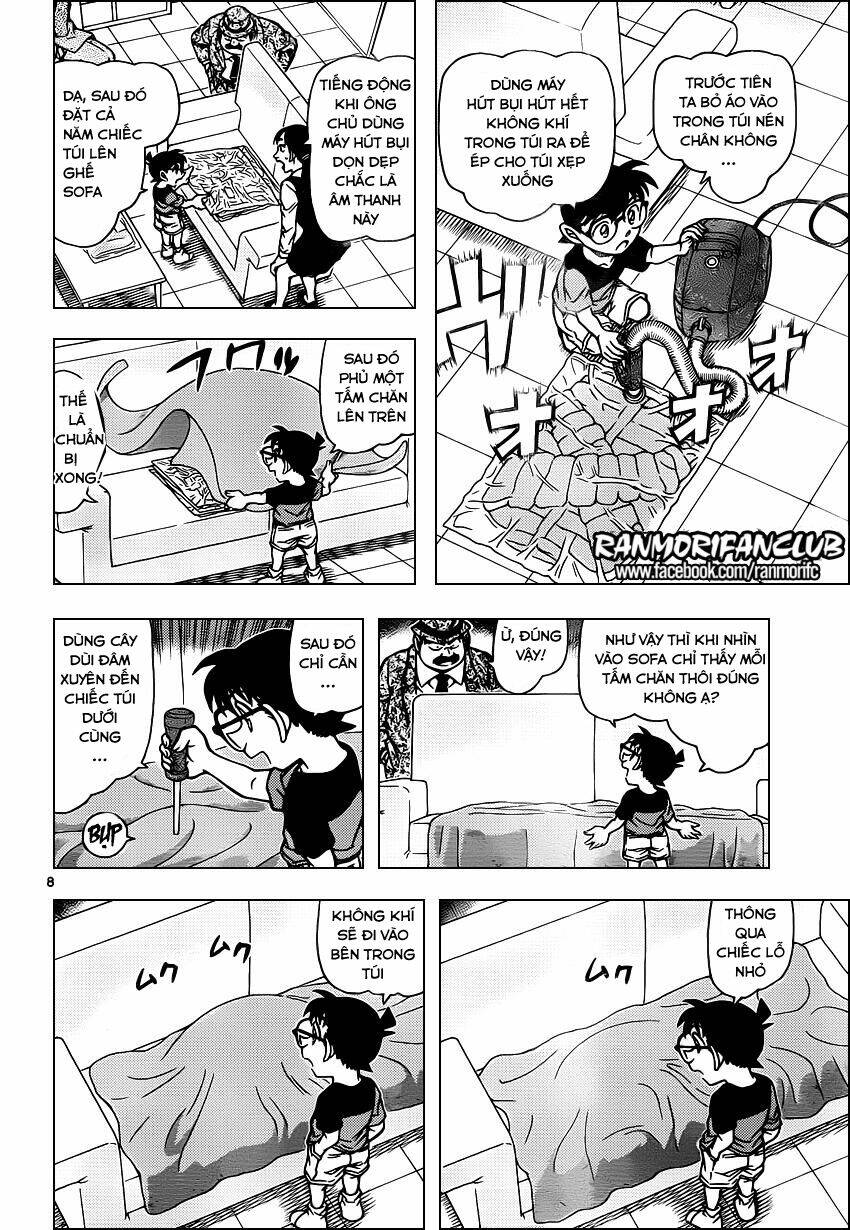 TRƯỚC TIÊN
TA BỎ ÁO VÀO
TRONG TÚI NÉN
CHÂN KHÔNG
...
DÙNG MÁY
HÚT BỤI HÚT HẾT
KHÔNG KHÍ
TRONG TÚI RA ĐỂ
ÉP CHO TÚI XẸP
XUỐNG
ヴ
オ
オ
オ
RANMORIFANCLUB
www.facebook.com/ranmorifc
TIẾNG ĐỘNG
KHI ÔNG
CHỦ DÙNG
MÁY HÚT BỤI
DỌN DẸP
CHẮC LÀ
ÂM THANH
NÀY
DẠ, SAU ĐÓ
ĐẶT CẢ
NĂM CHIẾC
TÚI LÊN
GHẾ
SOFA
SAU ĐÓ
PHỦ MỘT
TẤM CHĂN
LÊN TRÊN
フワッ
THẾ
LÀ
CHUẨN
BỊ
XONG!
NHƯ VẬY THÌ KHI NHÌN
VÀO SOFA CHỈ THẤY MỖI
TẤM CHĂN THÔI ĐÚNG
KHÔNG Ạ?
Ừ, ĐÚNG
VẬY!
SAU ĐÓ
CHỈ CẦN
...
DÙNG CÂY
DÙI ĐÂM
XUYÊN ĐẾN
CHIẾC TÚI
DƯỚI
CÙNG
...
BỤP
8
THÔNG
QUA
CHIẾC LỖ
NHỎ
ムク
KHÔNG KHÍ
SẼ ĐI VÀO
BÊN TRONG
TÚI
ムク
ムク